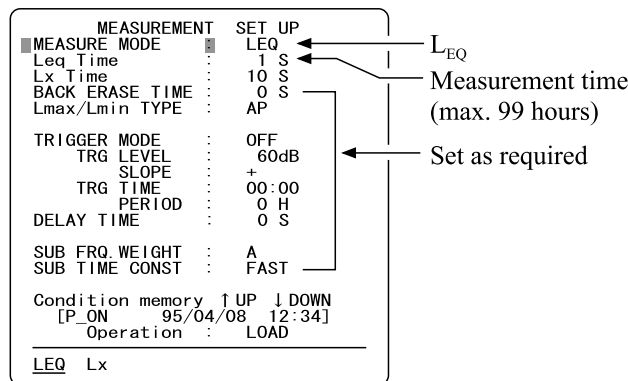 MEASUREMENT SET UP
MEASURE MODE : LEQ
Leq Time : 1 S
Lx Time : 10 S
BACK ERASE TIME : 0 S
Lmax/Lmin TYPE : AP
TRIGGER MODE : OFF
TRG LEVEL : 60dB
SLOPE : +
TRG TIME : 00:00
PERIOD : 0 H
DELAY TIME : 0 S
SUB FRQ.WEIGHT : A
SUB TIME CONST : FAST
Condition memory ↑UP ↓DOWN
[P_ON 95/04/08 12:34]
Operation : LOAD
LEQ Lx
LEQ
Measurement time
(max. 99 hours)
Set as required